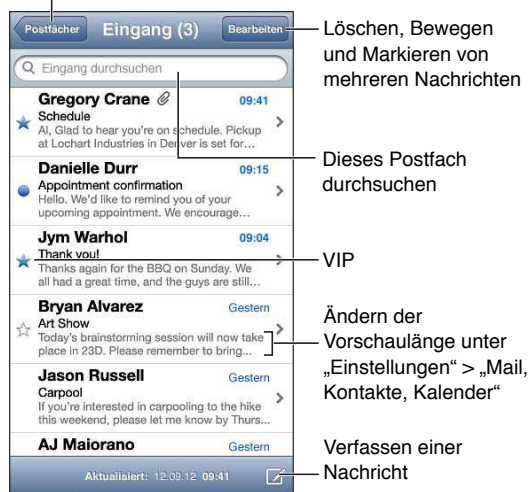 Postfächer Eingang (3) Bearbeiten
Eingang durchsuchen
Gregory Crane 09:41
Schedule
Al, Glad to hear you're on schedule. Pickup
at Lochart Industries in Denver is set for...
Danielle Durr 09:15
Appointment confirmation
Hello. We'd like to remind you of your
upcoming appointment. We encourage...
Jym Warhol 09:04
Thank you!
Thanks again for the BBQ on Sunday. We
all had a great time, and the guys are still...
Bryan Alvarez Gestern
Art Show
Today's brainstorming session will now take
place in 23D. Please remember to bring...
Jason Russell Gestern
Carpool
If you're interested in carpooling to the hike
this weekend, please let me know by Thurs...
AJ Maiorano Gestern
Aktualisiert: 12.09.12 09:41
Löschen, Bewegen
und Markieren von
mehreren Nachrichten
Dieses Postfach
durchsuchen
VIP
Ändern der
Vorschaulänge unter
„Einstellungen“ > „Mail,
Kontakte, Kalender“
Verfassen einer
Nachricht